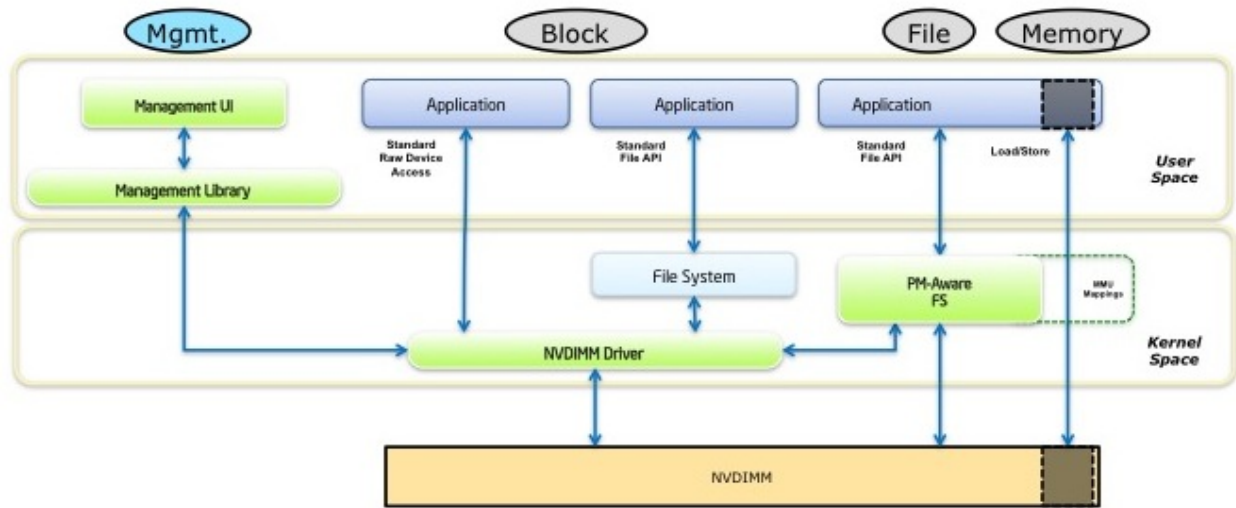 Mgmt.
Block
File
Memory
Management UI
Application
Application
Application
Standard
Raw Device
Access
Standard
File API
Standard
File API
Load/Store
User
Space
Management Library
File System
PM-Aware
FS
MMU
Mappings
NVDIMM Driver
Kernel
Space
NVDIMM